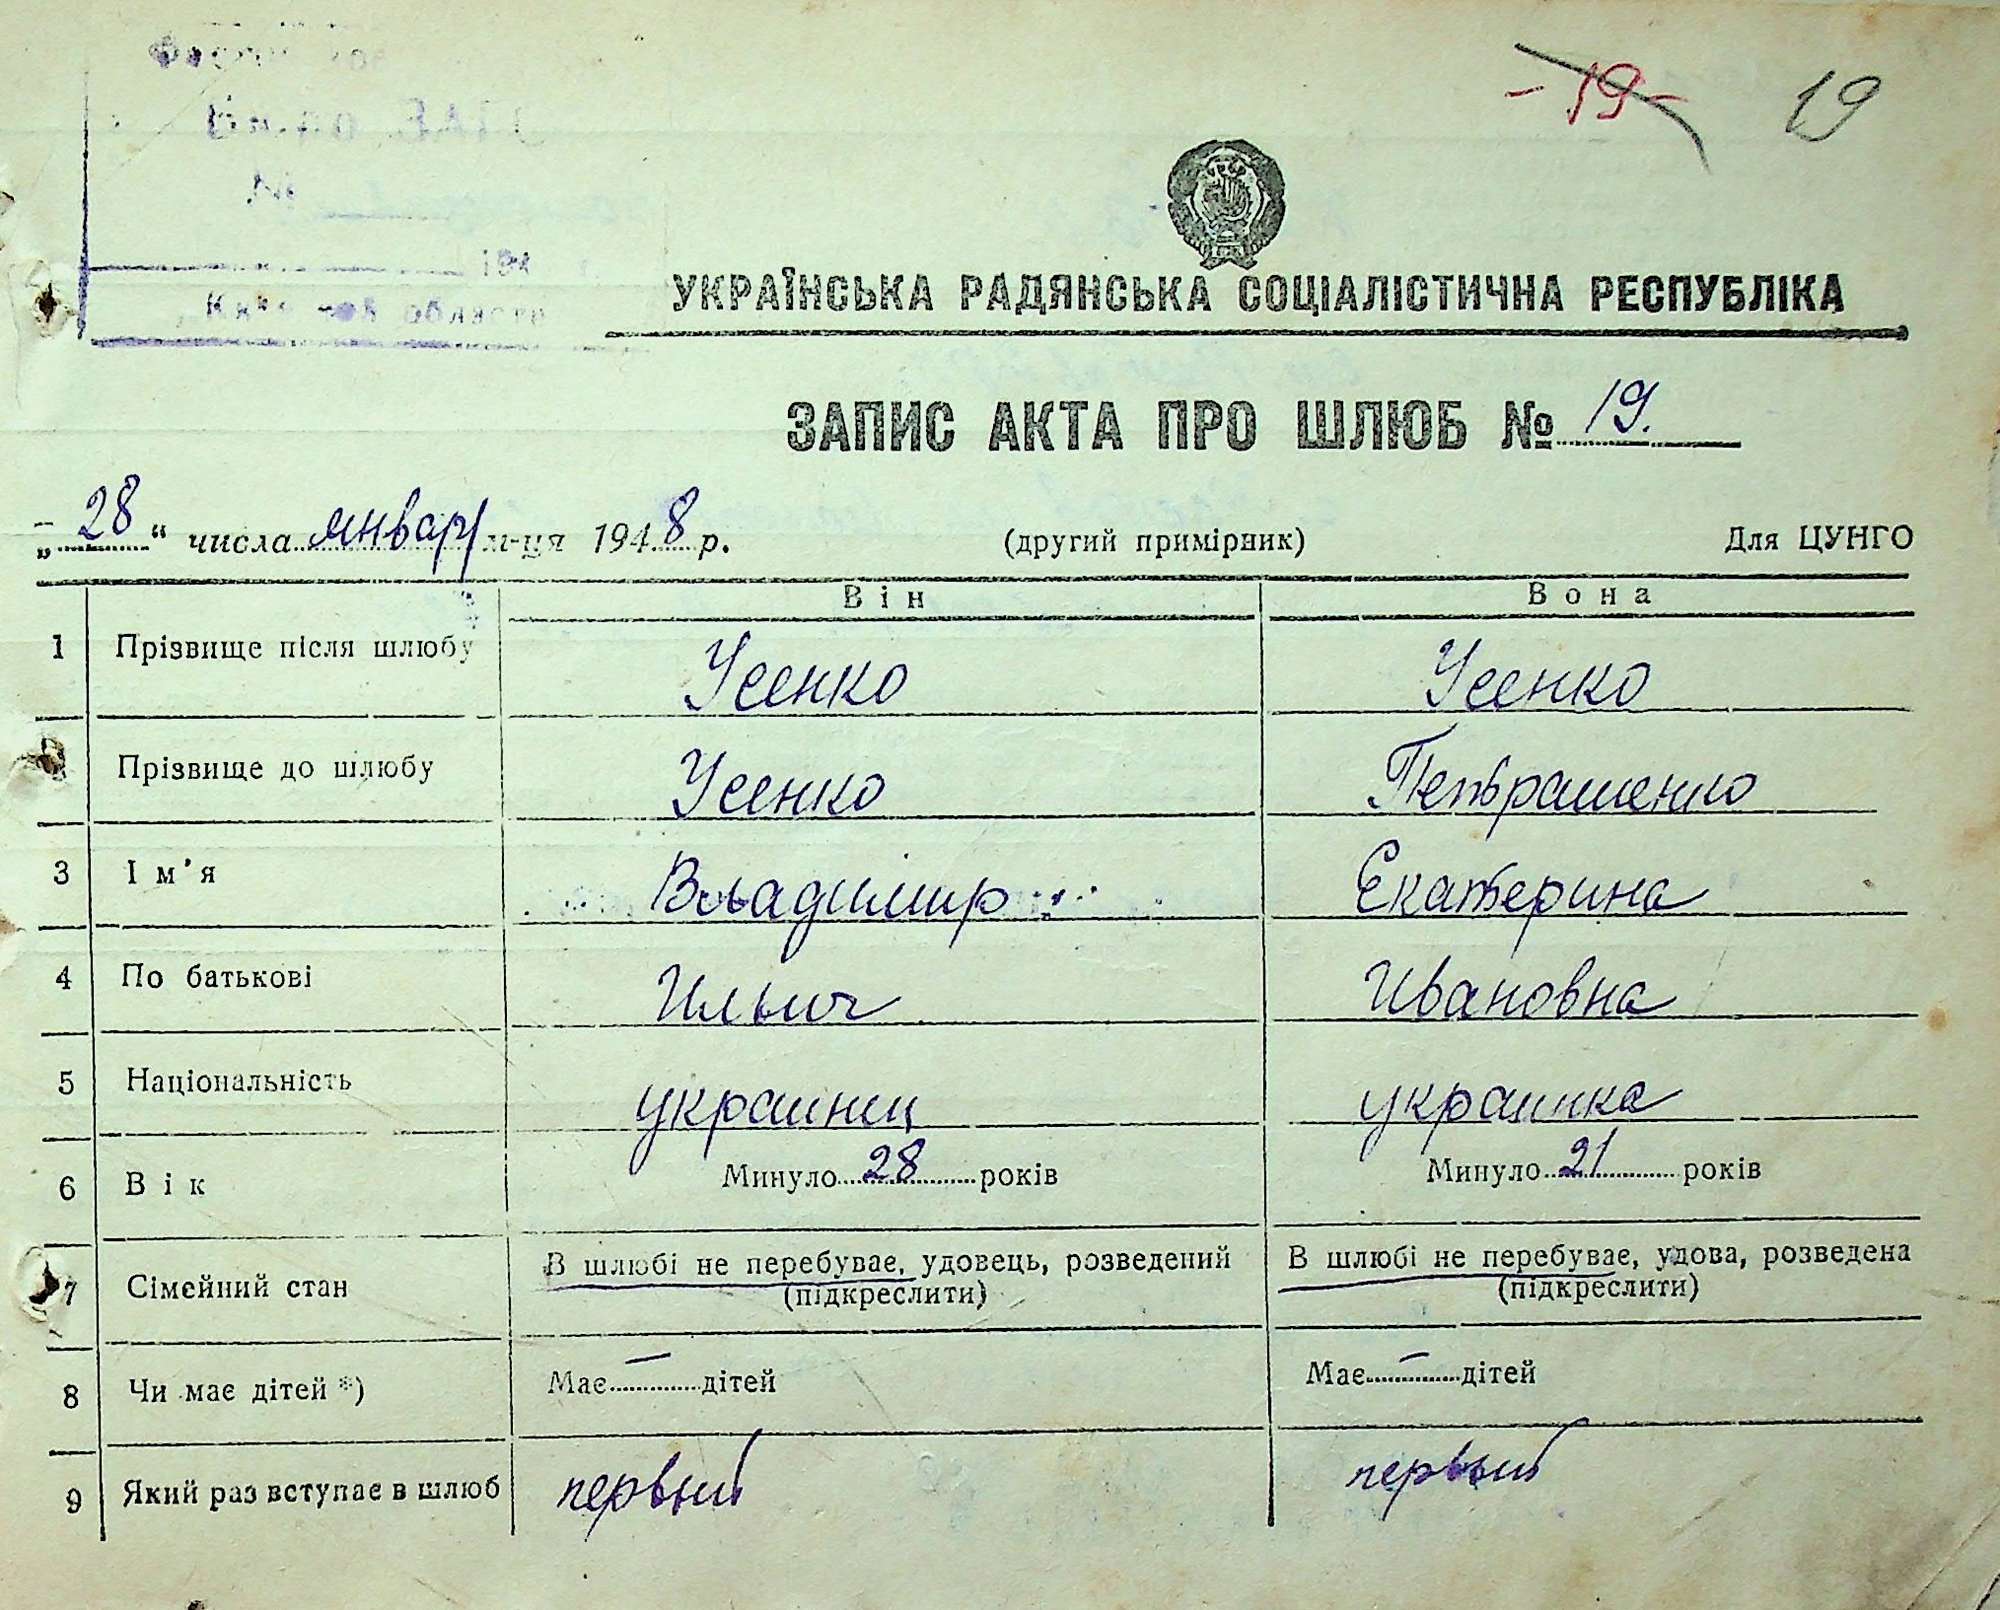 -19- 19
УКРАЇНСЬКА РАДЯНСЬКА СОЦІАЛІСТИЧНА РЕСПУБЛІКА
ЗАПИС АКТА ПРО ШЛЮБ № 19.
„28“ числа январ м-ця 1948 р. (другий примірник) Для ЦУНГО
Він Вона
1 Прізвище після шлюбу Усенко Усенко
2 Прізвище до шлюбу Усенко Петрашенко
3 Ім'я Владимир Екатерина
4 По батькові Ильич Ивановна
5 Національність украинец украинка
6 Вік Минуло 28 років Минуло 21 років
7 Сімейний стан В шлюбі не перебуває, удовець, розведений В шлюбі не перебуває, удова, розведена
(підкреслити) (підкреслити)
8 Чи має дітей *) Має — дітей Має — дітей
9 Який раз вступає в шлюб первый первый